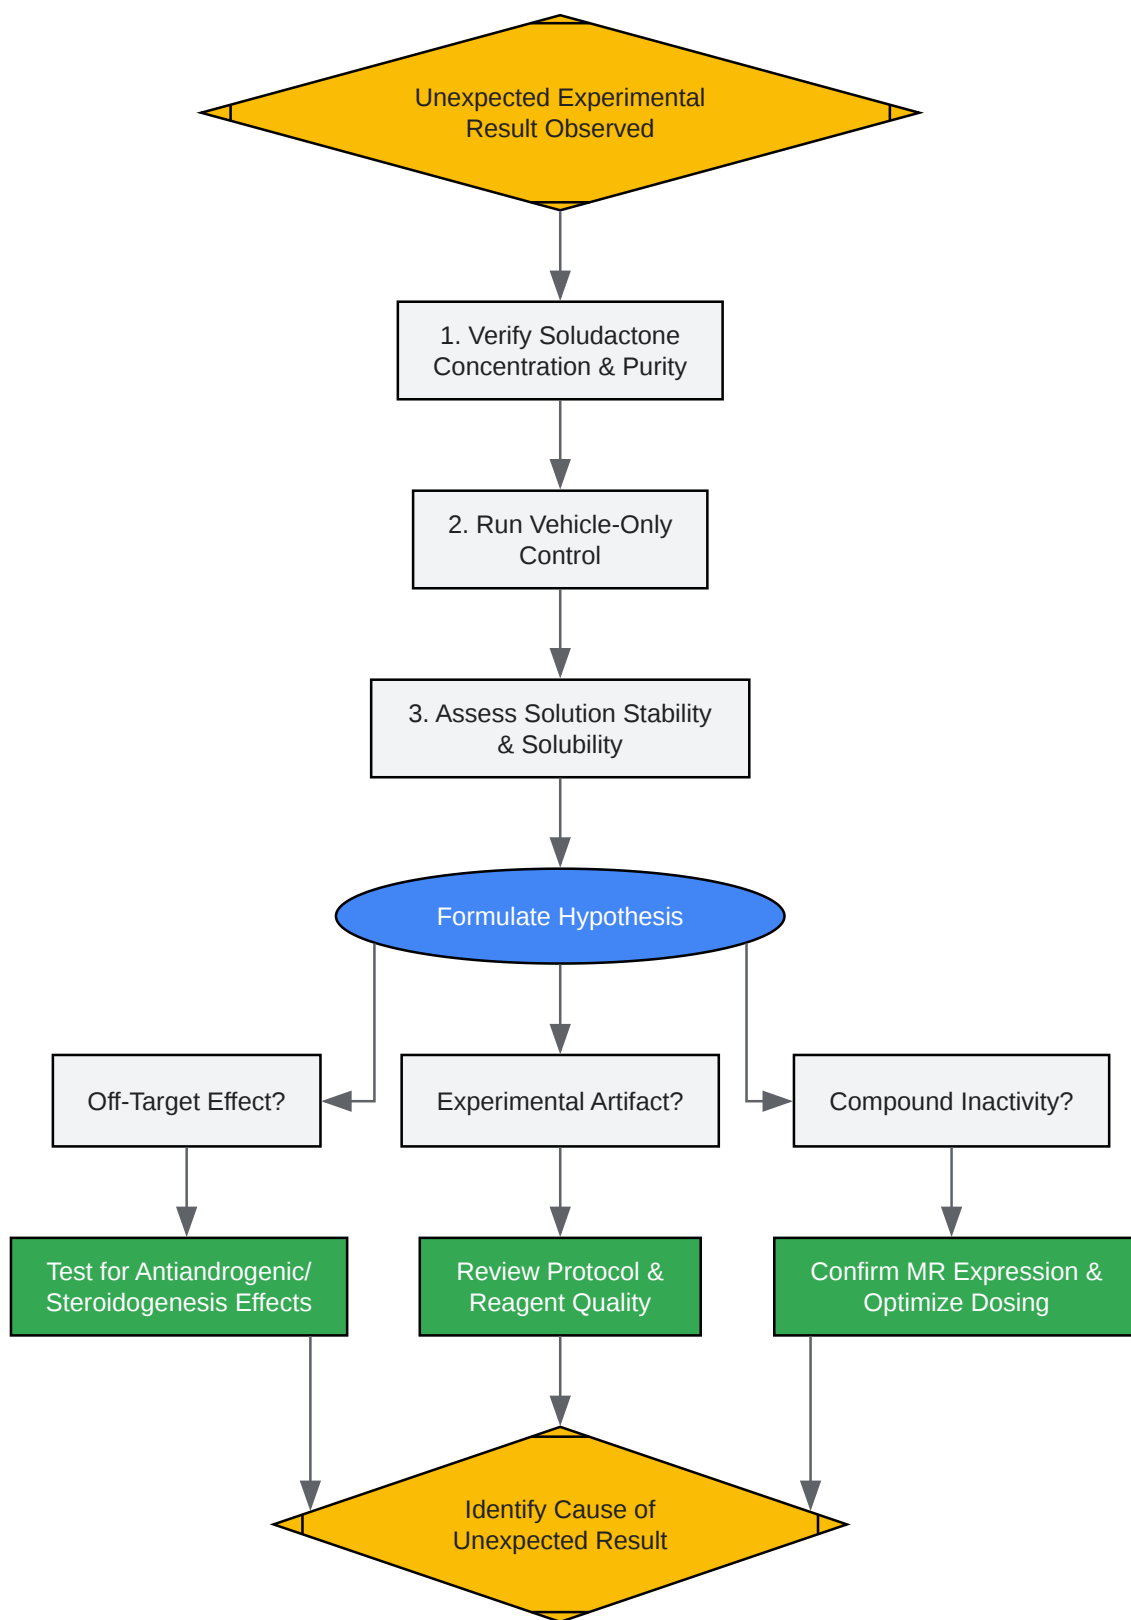 Unexpected Experimental
Result Observed
1. Verify Soludactone
Concentration & Purity
2. Run Vehicle-Only
Control
3. Assess Solution Stability
& Solubility
Formulate Hypothesis
Off-Target Effect?
Experimental Artifact?
Compound Inactivity?
Test for Antiandrogenic/
Steroidogenesis Effects
Review Protocol &
Reagent Quality
Confirm MR Expression &
Optimize Dosing
Identify Cause of
Unexpected Result